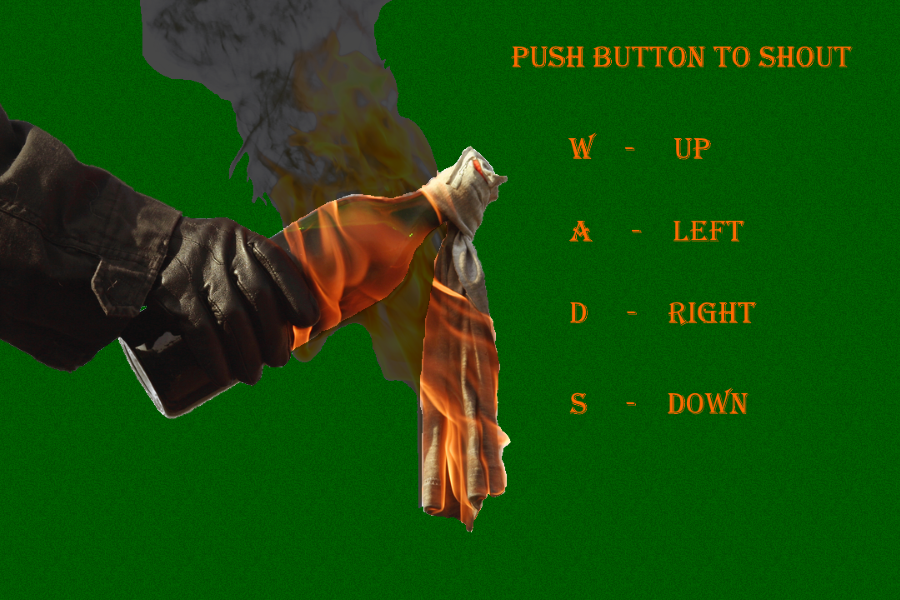 PUSH BUTTON TO SHOUT
W - UP
A - LEFT
D - RIGHT
S - DOWN